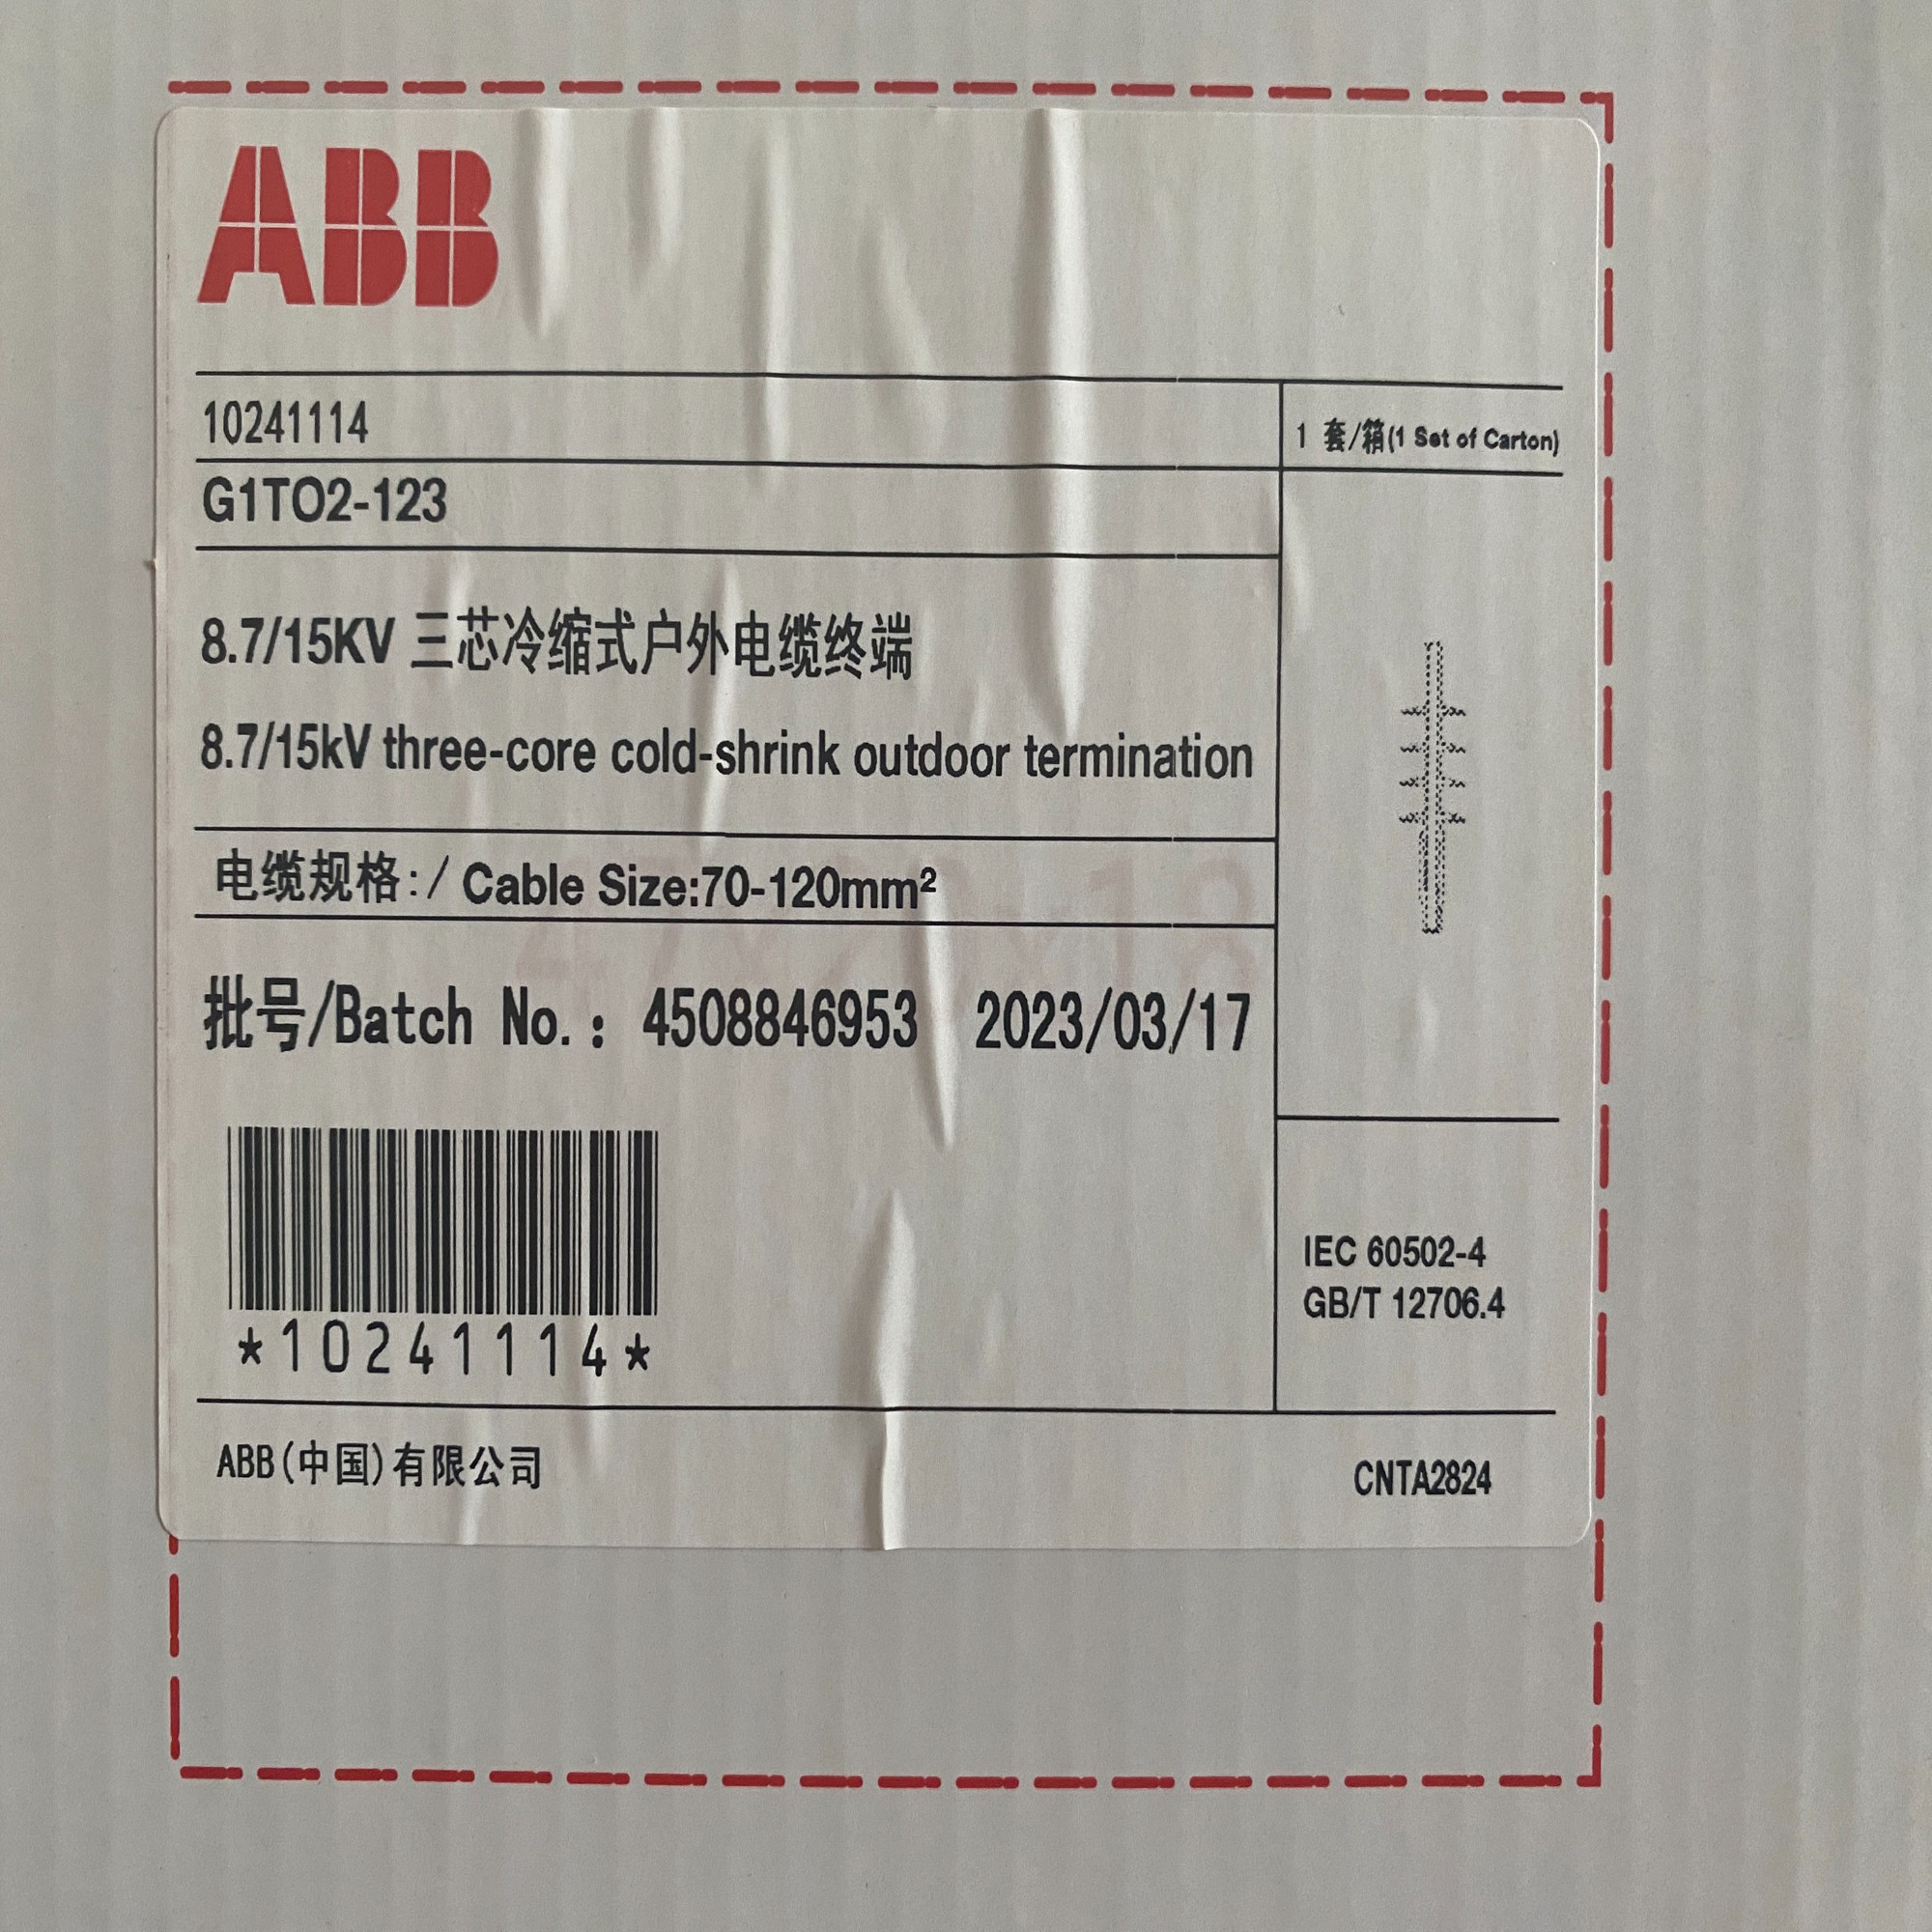 ABB
10241114
1 套/箱(1 Set of Carton)
G1TO2-123
8.7/15KV 三芯冷缩式户外电缆终端
8.7/15kV three-core cold-shrink outdoor termination
电缆规格:/ Cable Size:70-120mm²
批号/Batch No.: 4508846953 2023/03/17
*10241114*
IEC 60502-4
GB/T 12706.4
ABB(中国)有限公司
CNTA2824